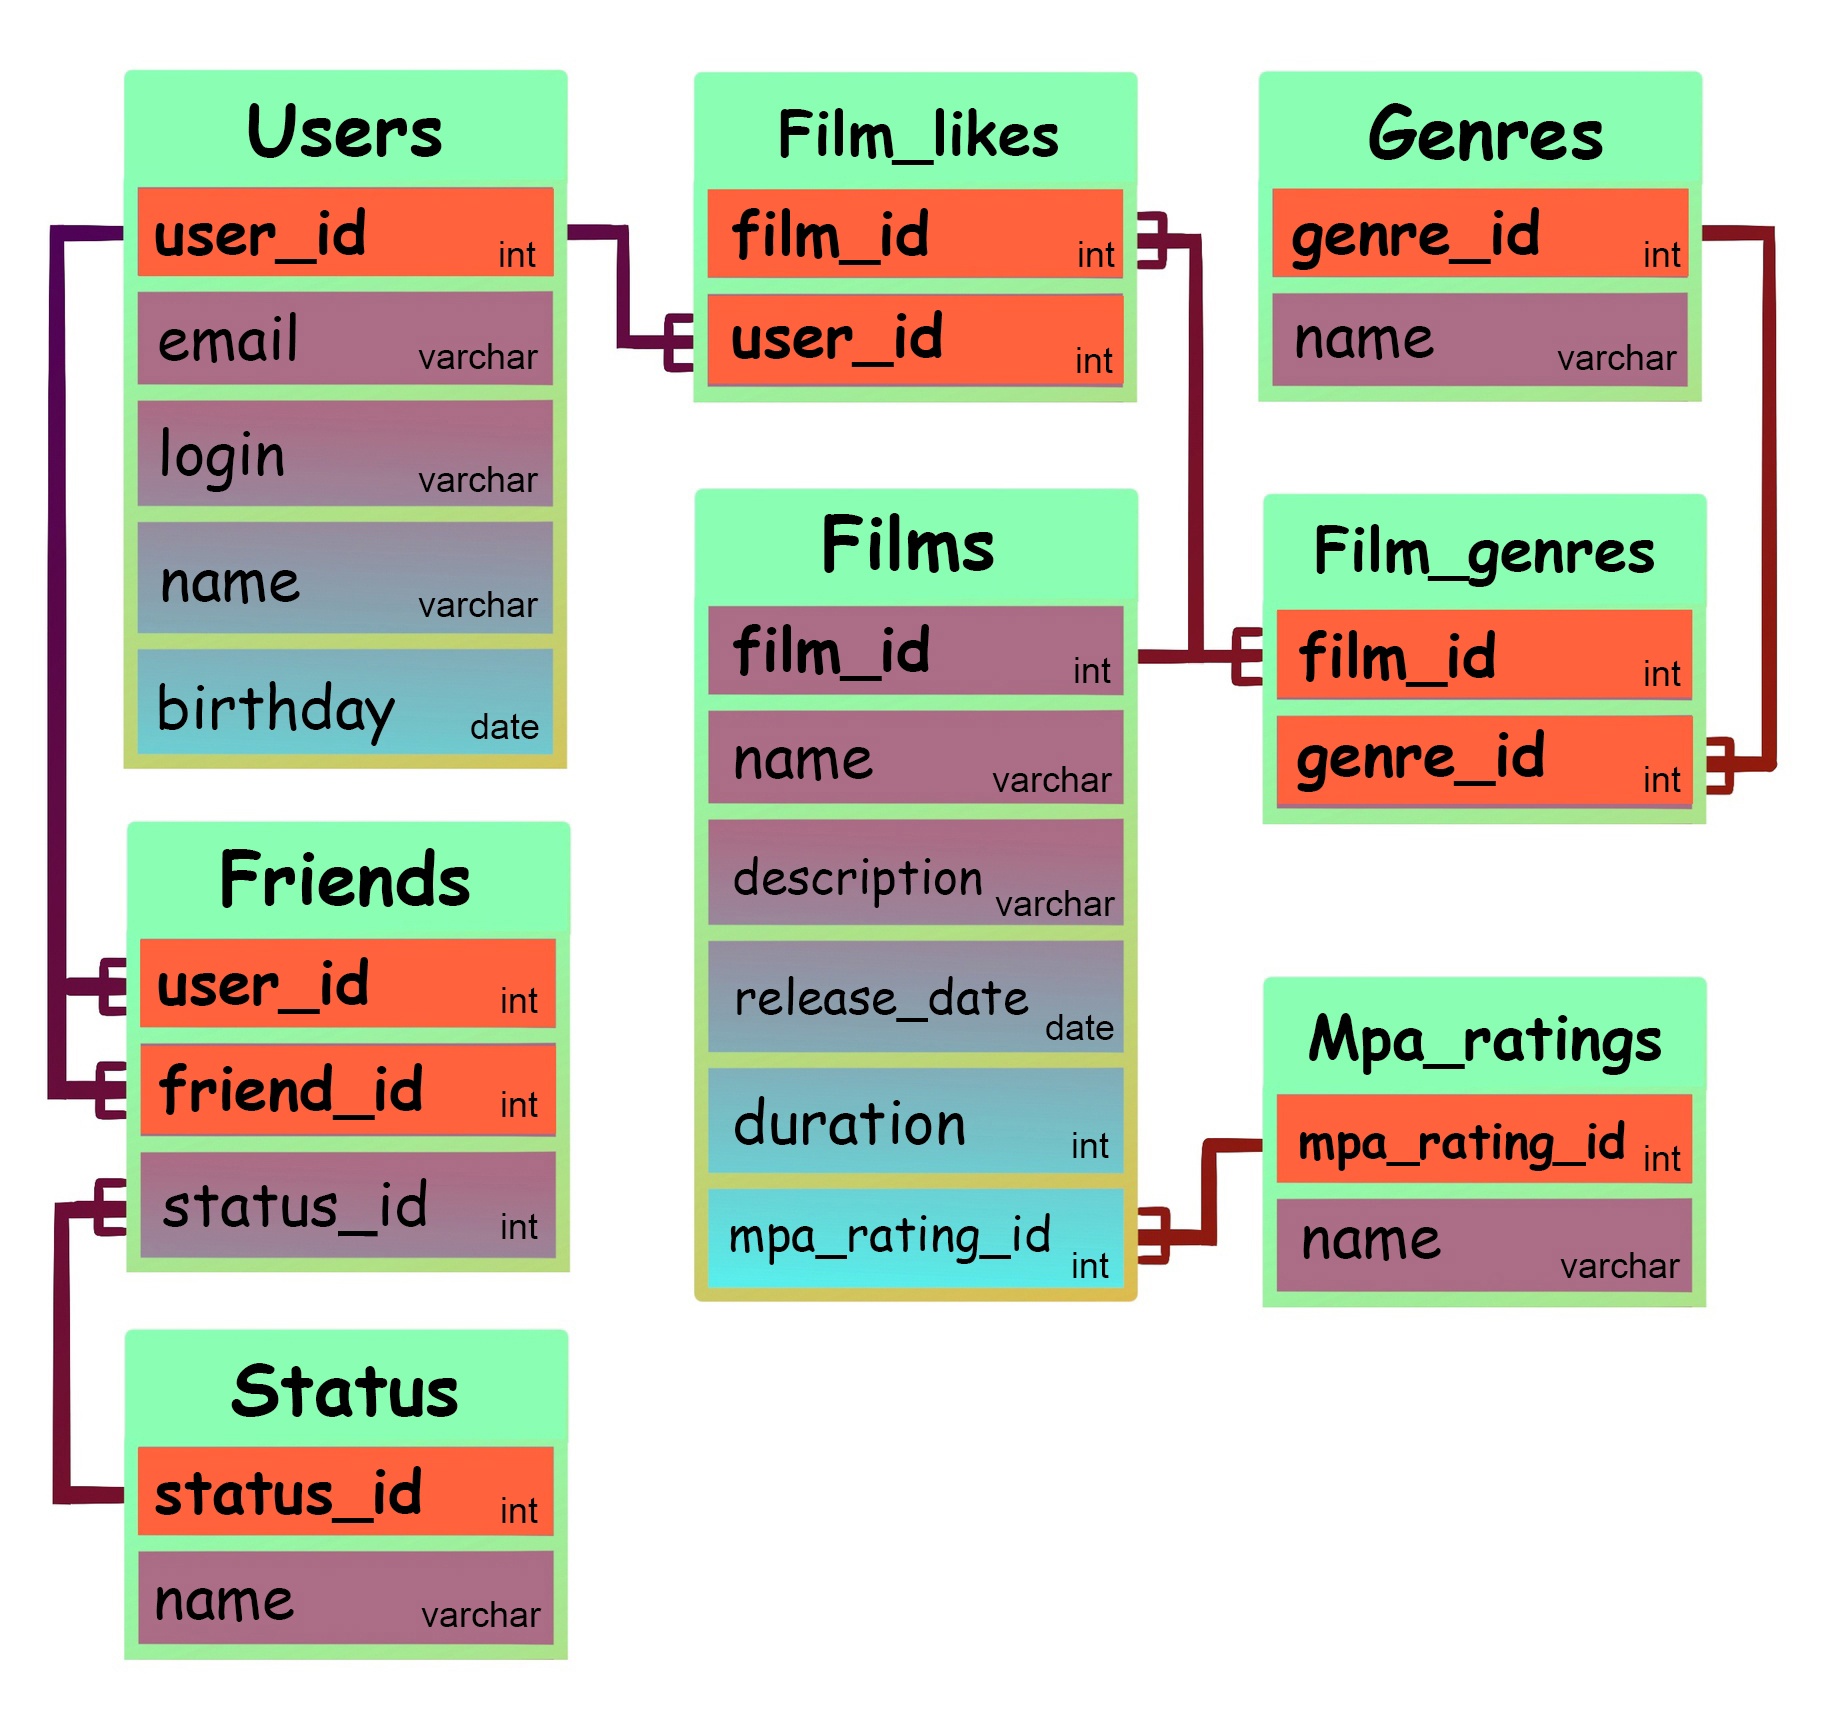 Users
user_id int
email varchar
login varchar
name varchar
birthday date
Friends
user_id int
friend_id int
status_id int
Status
status_id int
name varchar
Film_likes
film_id int
user_id int
Films
film_id int
name varchar
description varchar
release_date date
duration int
mpa_rating_id int
Genres
genre_id int
name varchar
Film_genres
film_id int
genre_id int
Mpa_ratings
mpa_rating_id int
name varchar